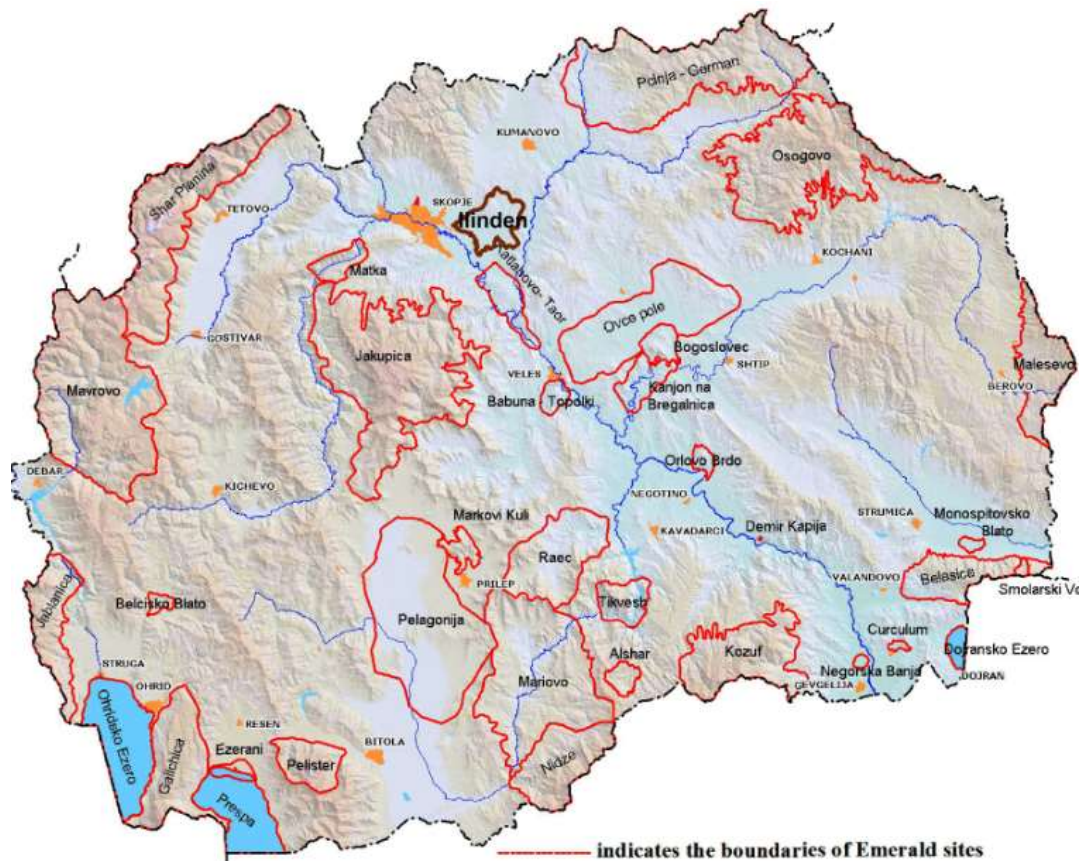 Pcinja - German
KUMANOVO
Osogovo
Shar Planina
TETOVO
SKOPJE
Ilinden
KOCHANI
Matka
Katlanovo- Taor
Ovce pole
GOSTIVAR
Jakupica
Bogoslovec
SHTIP
Malesevo
Mavrovo
VELES
Kanjon na
Bregalnica
BEROVO
Babuna - Topolki
DEBAR
KICHEVO
Orlovo Brdo
NEGOTINO
Markovi Kuli
KAVADARCI
Demir Kapija
STRUMICA
Monospitovsko
Blato
Raec
PRILEP
VALANDOVO
Belasica
Smolarski Vo
Jablanica
Belcisko Blato
Pelagonija
Tikvesh
Curculum
Dojransko Ezero
STRUGA
Alshar
Kozuf
Negorska Banja
DOJRAN
OHRID
Mariovo
GEVGELIJA
Ohridsko Ezero
Galichica
RESEN
Ezerani
Pelister
BITOLA
Nidze
Prespa
indicates the boundaries of Emerald sites